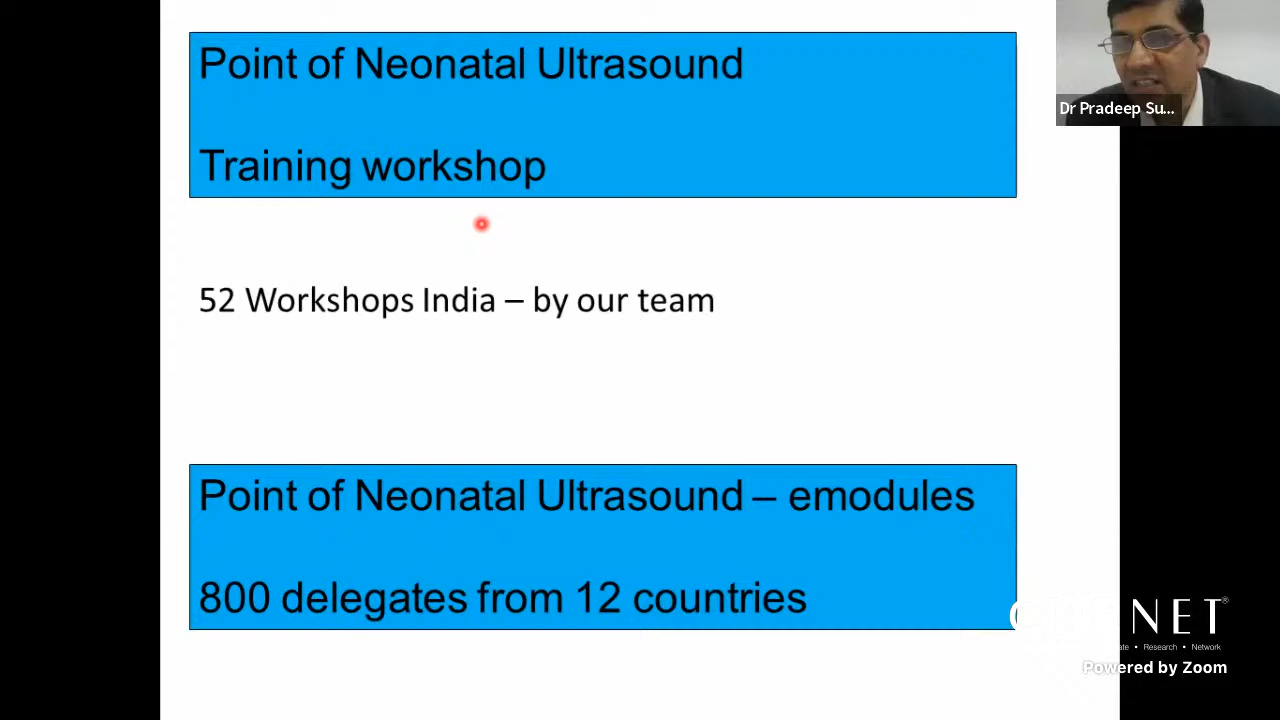 Point of Neonatal Ultrasound
Dr Pradeep Su...
Training workshop
52 Workshops India – by our team
Point of Neonatal Ultrasound – emodules
800 delegates from 12 countries
NET®
• Research • Network
Powered by Zoom